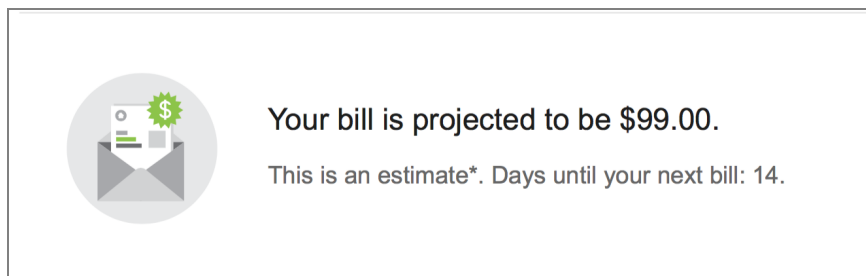 $
Your bill is projected to be $99.00.
This is an estimate*. Days until your next bill: 14.